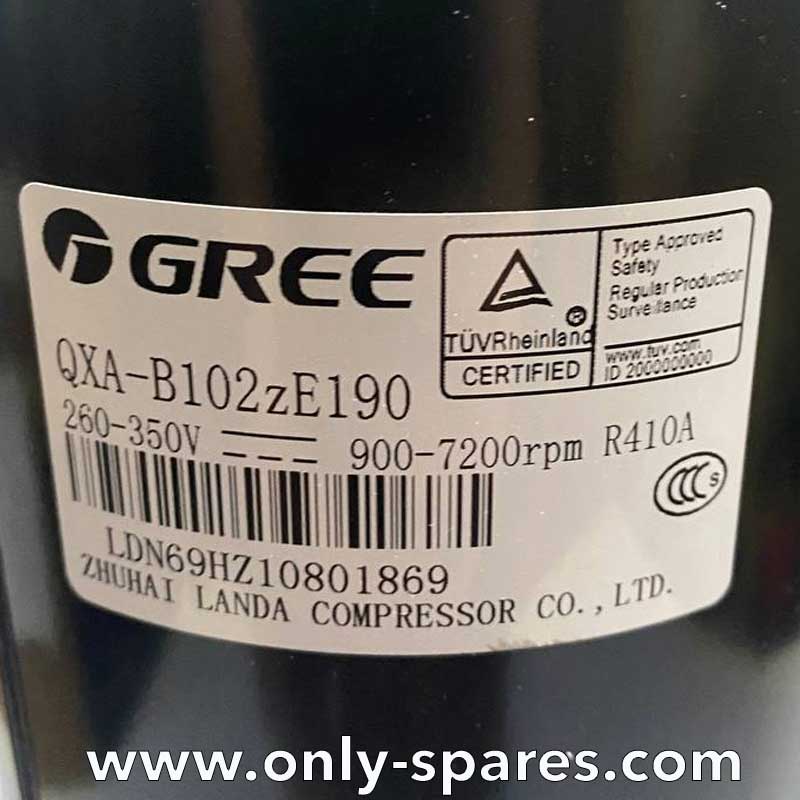 GREE
TÜVRheinland
CERTIFIED
Type Approved
Safety
Regular Production
Surveillance
www.tuv.com
ID 2000000000
QXA-B102zE190
260-350V 900-7200rpm R410A
CCC S
LDN69HZ10801869
ZHUHAI LANDA COMPRESSOR CO.,LTD.
www.only-spares.com